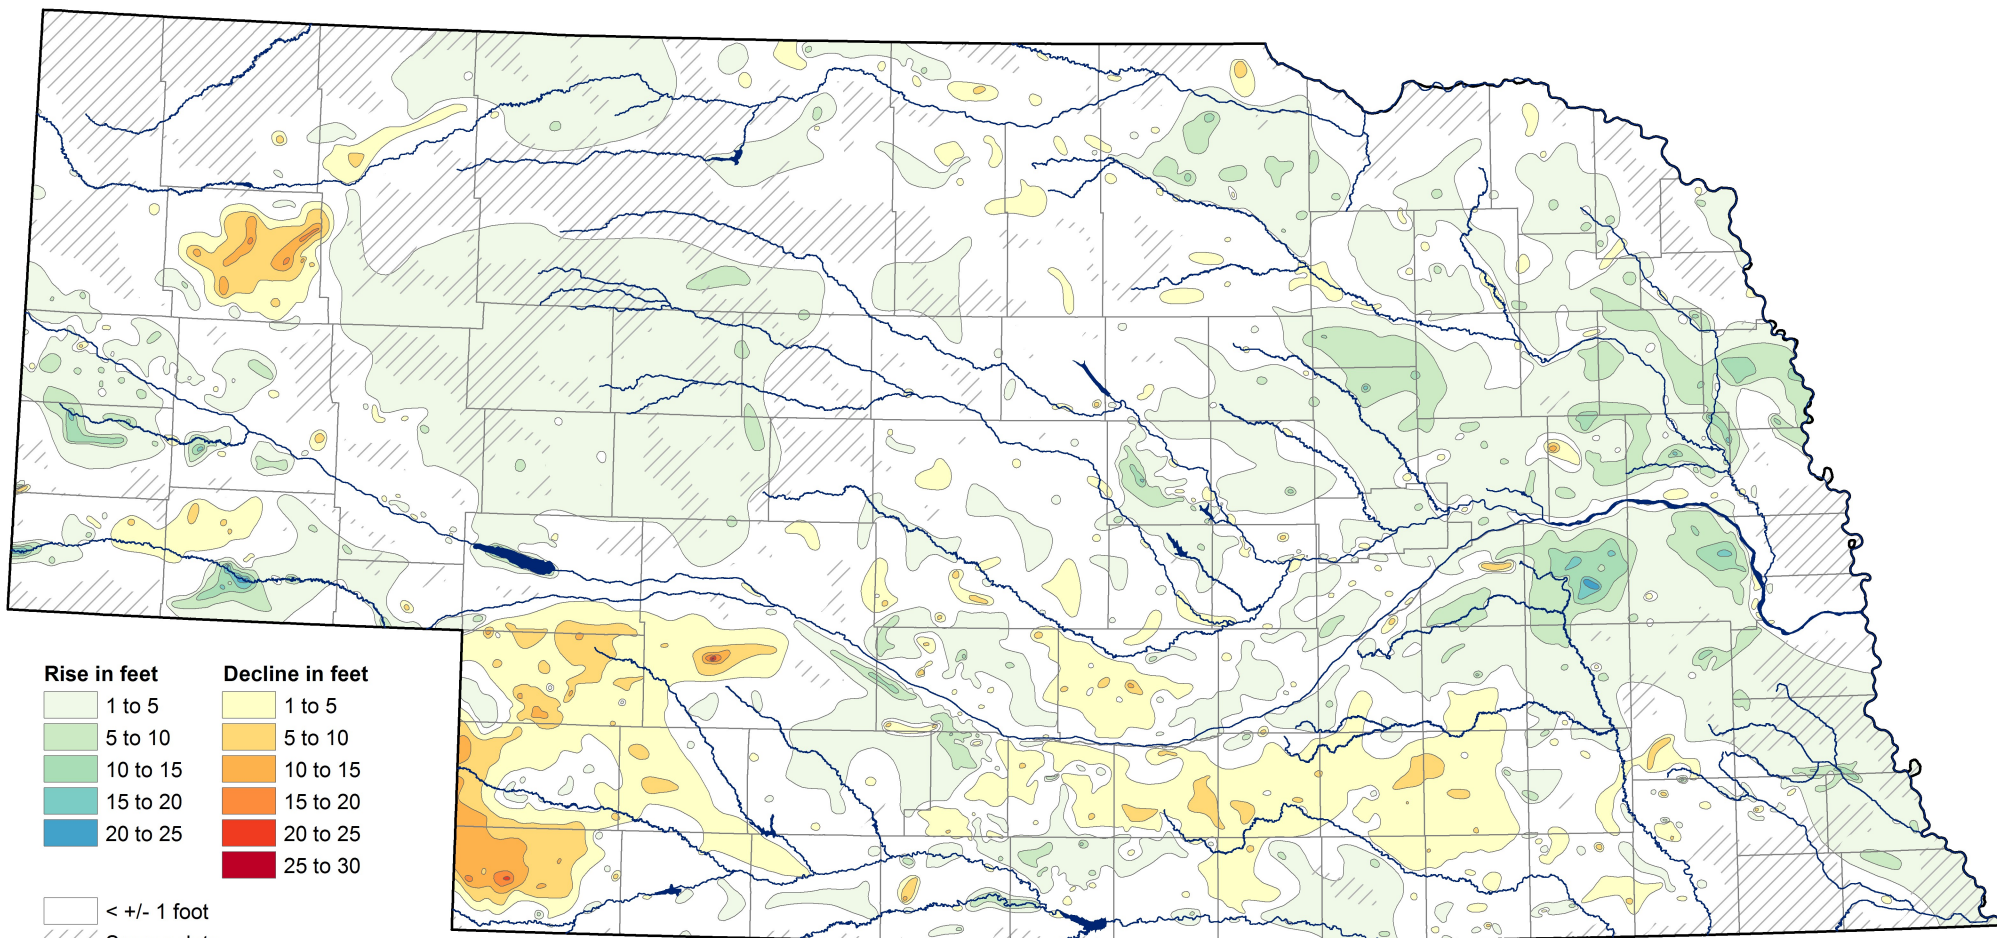 Rise in feet
1 to 5
5 to 10
10 to 15
15 to 20
20 to 25
Decline in feet
1 to 5
5 to 10
10 to 15
15 to 20
20 to 25
25 to 30
< +/- 1 foot